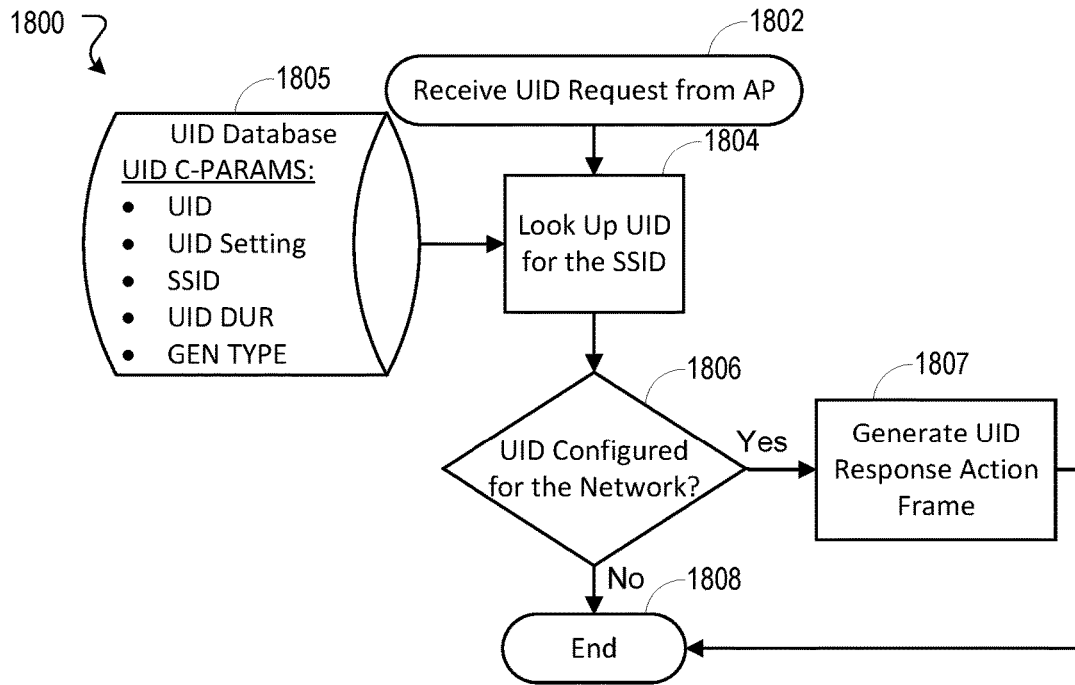 1800
1802
Receive UID Request from AP
1805
UID Database
UID C-PARAMS:
• UID
• UID Setting
• SSID
• UID DUR
• GEN TYPE
1804
Look Up UID
for the SSID
1806
UID Configured
for the Network?
Yes
1807
Generate UID
Response Action
Frame
No
1808
End